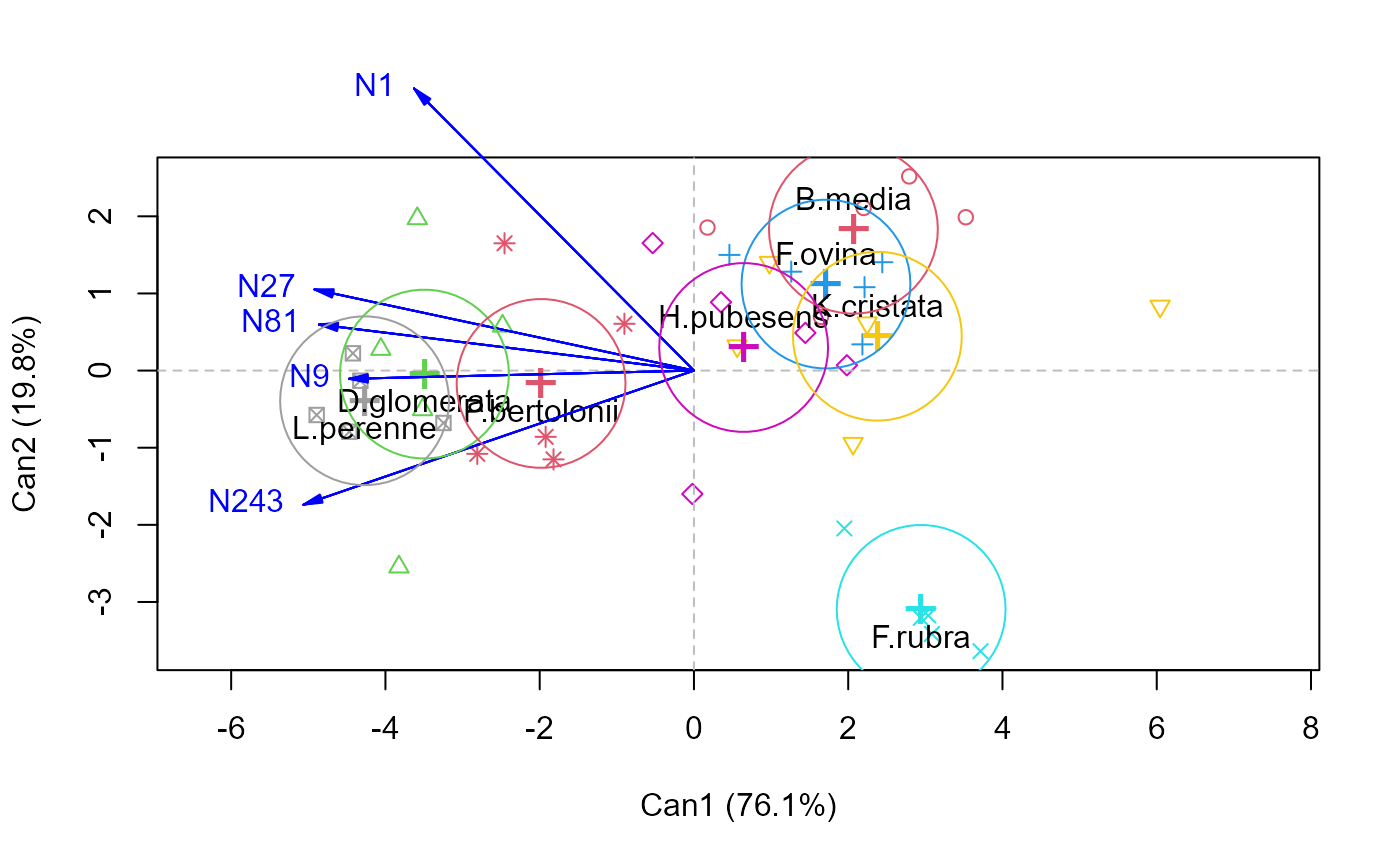 N1
B.media
2
F.ovina
N27
1
K.cristata
N81
H.pubesens
N9
0
D.glomerata
P.bertolonii
L.perenne
-1
N243
-2
-3
F.rubra
Can2 (19.8%)
-6 -4 -2 0 2 4 6 8
Can1 (76.1%)